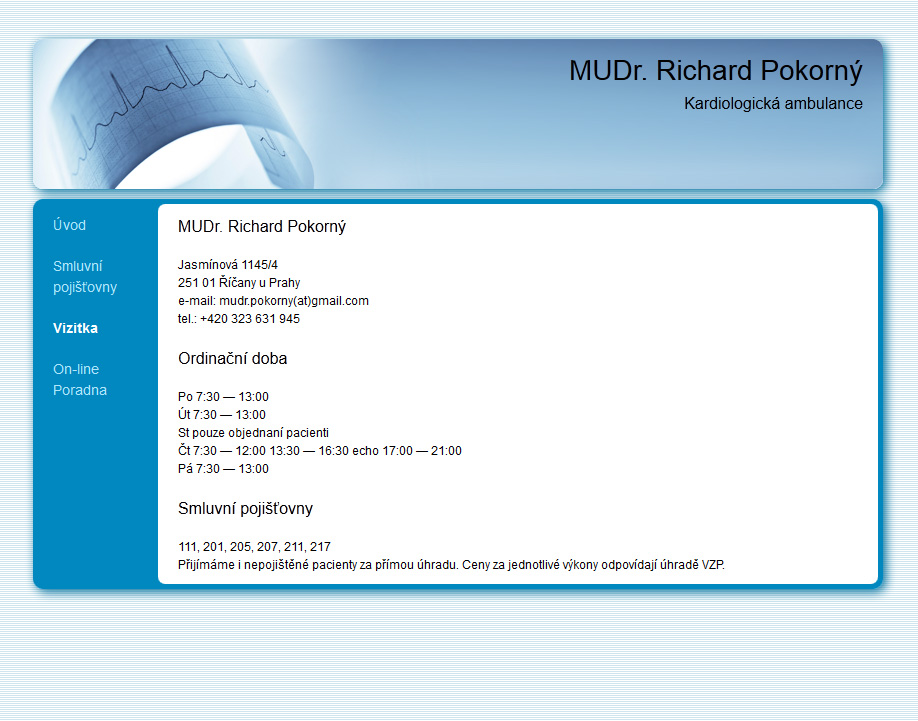 MUDr. Richard Pokorný
Kardiologická ambulance
Úvod
Smluvní
pojišťovny
Vizitka
On-line
Poradna
MUDr. Richard Pokorný
Jasmínová 1145/4
251 01 Říčany u Prahy
e-mail: mudr.pokorny(at)gmail.com
tel.: +420 323 631 945
Ordinační doba
Po 7:30 — 13:00
Út 7:30 — 13:00
St pouze objednaní pacienti
Čt 7:30 — 12:00 13:30 — 16:30 echo 17:00 — 21:00
Pá 7:30 — 13:00
Smluvní pojišťovny
111, 201, 205, 207, 211, 217
Přijímáme i nepojištěné pacienty za přímou úhradu. Ceny za jednotlivé výkony odpovídají úhradě VZP.